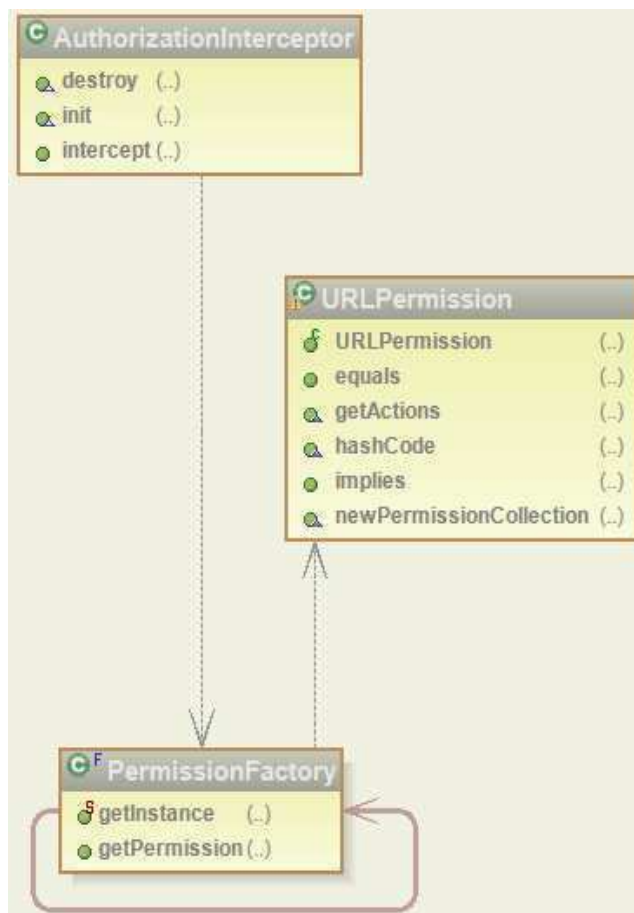 C AuthorizationInterceptor
destroy (..)
init (..)
intercept (..)
C URLPermission
C URLPermission (..)
equals (..)
getActions (..)
hashCode (..)
implies (..)
newPermissionCollection (..)
C F PermissionFactory
S getInstance (..)
getPermission (..)